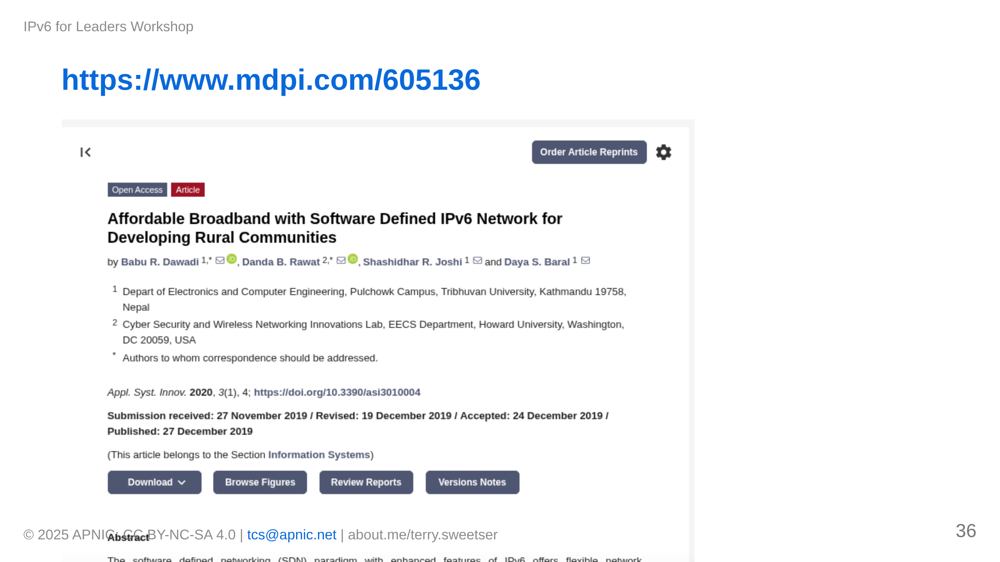 IPv6 for Leaders Workshop
https://www.mdpi.com/605136
Order Article Reprints
Open Access Article
Affordable Broadband with Software Defined IPv6 Network for
Developing Rural Communities
by Babu R. Dawadi 1,* iD, Danda B. Rawat 2,* iD, Shashidhar R. Joshi 1 and Daya S. Baral 1
1 Depart of Electronics and Computer Engineering, Pulchowk Campus, Tribhuvan University, Kathmandu 19758,
Nepal
2 Cyber Security and Wireless Networking Innovations Lab, EECS Department, Howard University, Washington,
DC 20059, USA
* Authors to whom correspondence should be addressed.
Appl. Syst. Innov. 2020, 3(1), 4; https://doi.org/10.3390/asi3010004
Submission received: 27 November 2019 / Revised: 19 December 2019 / Accepted: 24 December 2019 /
Published: 27 December 2019
(This article belongs to the Section Information Systems)
Download Browse Figures Review Reports Versions Notes
Abstract
© 2025 APNIC: CC BY-NC-SA 4.0 | tcs@apnic.net | about.me/terry.sweetser
36
The software defined networking (SDN) paradigm with enhanced features of IPv6 offers flexible network